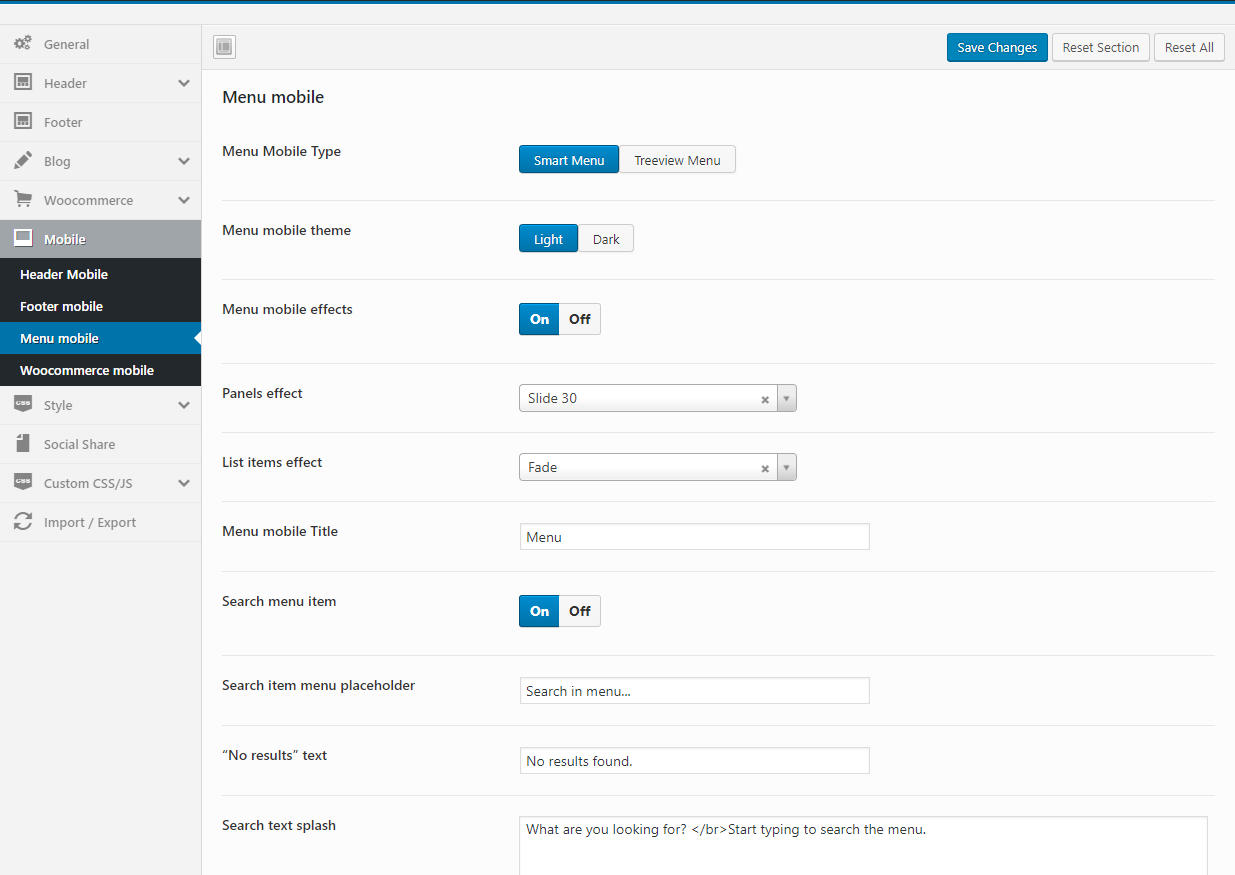 General
Header
Footer
Blog
Woocommerce
Mobile
Header Mobile
Footer mobile
Menu mobile
Woocommerce mobile
Style
Social Share
Custom CSS/JS
Import / Export
Save Changes
Reset Section
Reset All
Menu mobile
Menu Mobile Type
Smart Menu
Treeview Menu
Menu mobile theme
Light
Dark
Menu mobile effects
On
Off
Panels effect
Slide 30
List items effect
Fade
Menu mobile Title
Menu
Search menu item
On
Off
Search item menu placeholder
Search in menu...
“No results” text
No results found.
Search text splash
What are you looking for? </br>Start typing to search the menu.